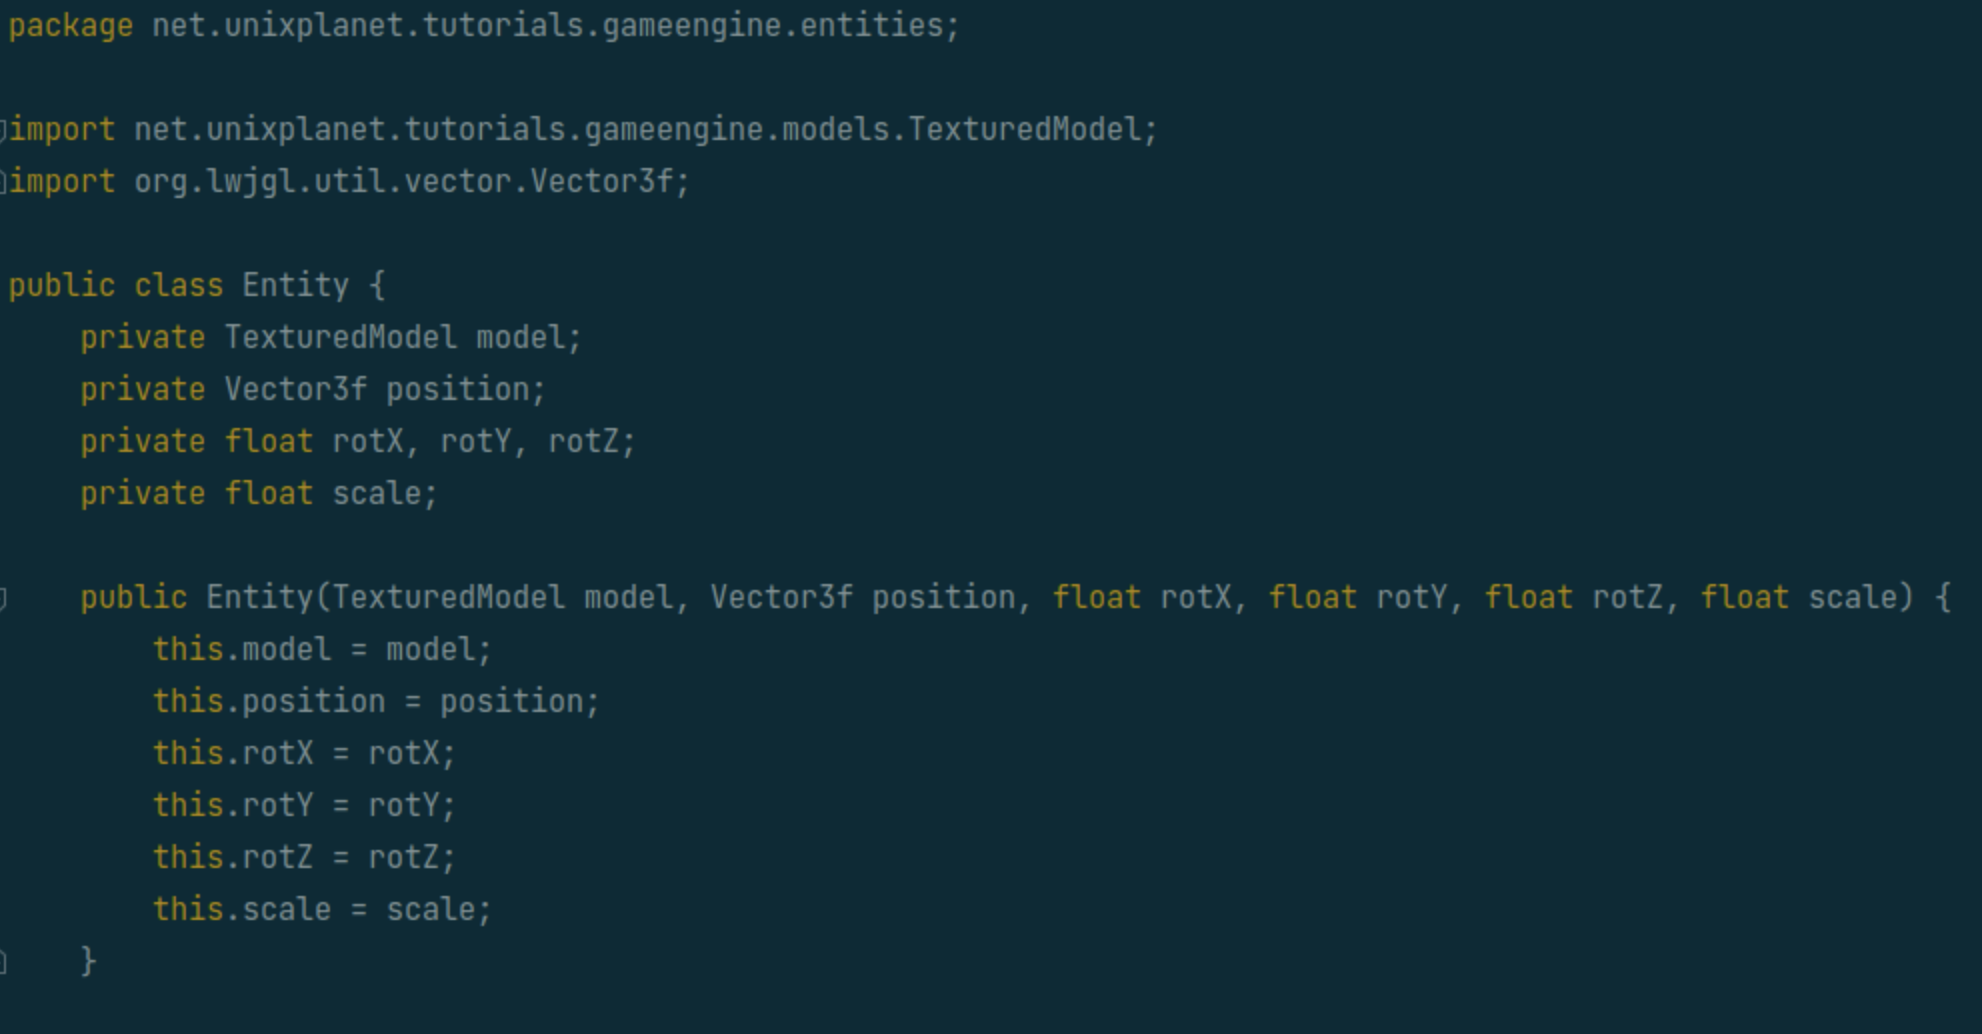 package net.unixplanet.tutorials.gameengine.entities;
import net.unixplanet.tutorials.gameengine.models.TexturedModel;
import org.lwjgl.util.vector.Vector3f;
public class Entity {
private TexturedModel model;
private Vector3f position;
private float rotX, rotY, rotZ;
private float scale;
public Entity(TexturedModel model, Vector3f position, float rotX, float rotY, float rotZ, float scale) {
this.model = model;
this.position = position;
this.rotX = rotX;
this.rotY = rotY;
this.rotZ = rotZ;
this.scale = scale;
}